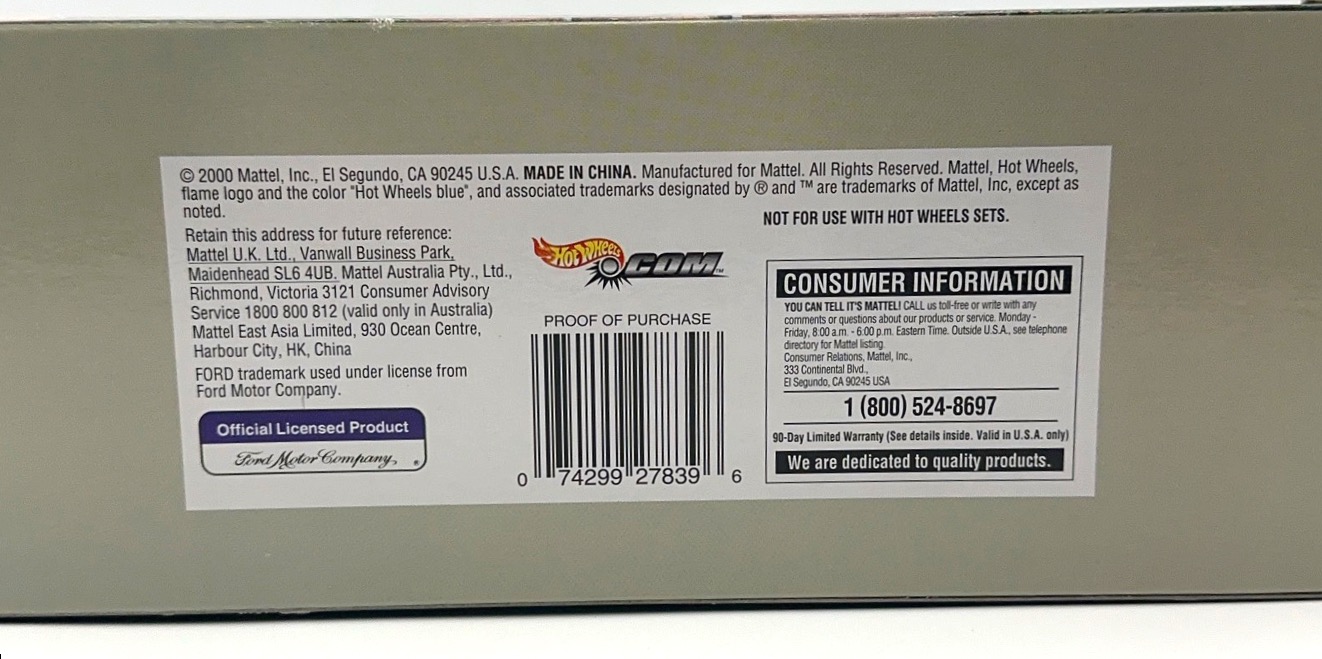 © 2000 Mattel, Inc., El Segundo, CA 90245 U.S.A. MADE IN CHINA. Manufactured for Mattel. All Rights Reserved. Mattel, Hot Wheels,
flame logo and the color "Hot Wheels blue", and associated trademarks designated by ® and ™ are trademarks of Mattel, Inc, except as
noted.
NOT FOR USE WITH HOT WHEELS SETS.
Retain this address for future reference:
Mattel U.K. Ltd., Vanwall Business Park,
Maidenhead SL6 4UB. Mattel Australia Pty., Ltd.,
Richmond, Victoria 3121 Consumer Advisory
Service 1800 800 812 (valid only in Australia)
Mattel East Asia Limited, 930 Ocean Centre,
Harbour City, HK, China
FORD trademark used under license from
Ford Motor Company.
Official Licensed Product
Ford Motor Company, ®
Hot Wheels .COM™
PROOF OF PURCHASE
0 74299 27839 6
CONSUMER INFORMATION
YOU CAN TELL IT'S MATTEL! CALL us toll-free or write with any
comments or questions about our products or service. Monday -
Friday, 8:00 a.m. - 6:00 p.m. Eastern Time. Outside U.S.A., see telephone
directory for Mattel listing.
Consumer Relations, Mattel, Inc.,
333 Continental Blvd.,
El Segundo, CA 90245 USA
1 (800) 524-8697
90-Day Limited Warranty (See details inside. Valid in U.S.A. only)
We are dedicated to quality products.